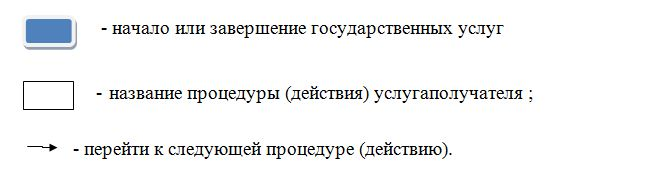 - начало или завершение государственных услуг
- название процедуры (действия) услугаполучателя ;
- перейти к следующей процедуре (действию).